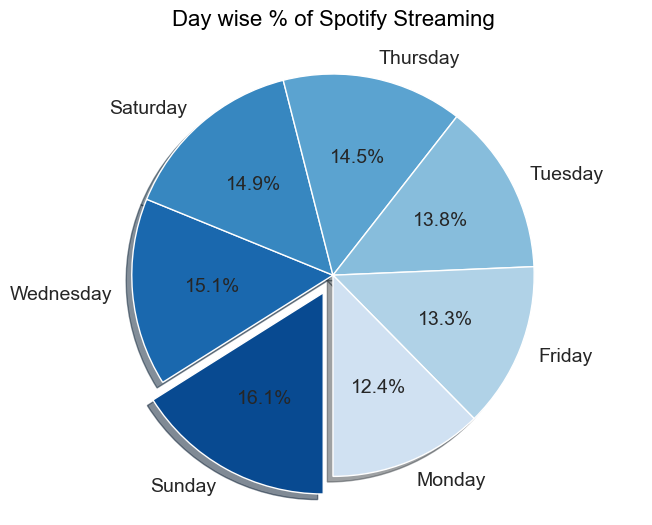 Day wise % of Spotify Streaming
Thursday
Saturday
14.5%
Tuesday
14.9%
13.8%
15.1%
Wednesday
13.3%
Friday
12.4%
16.1%
Monday
Sunday